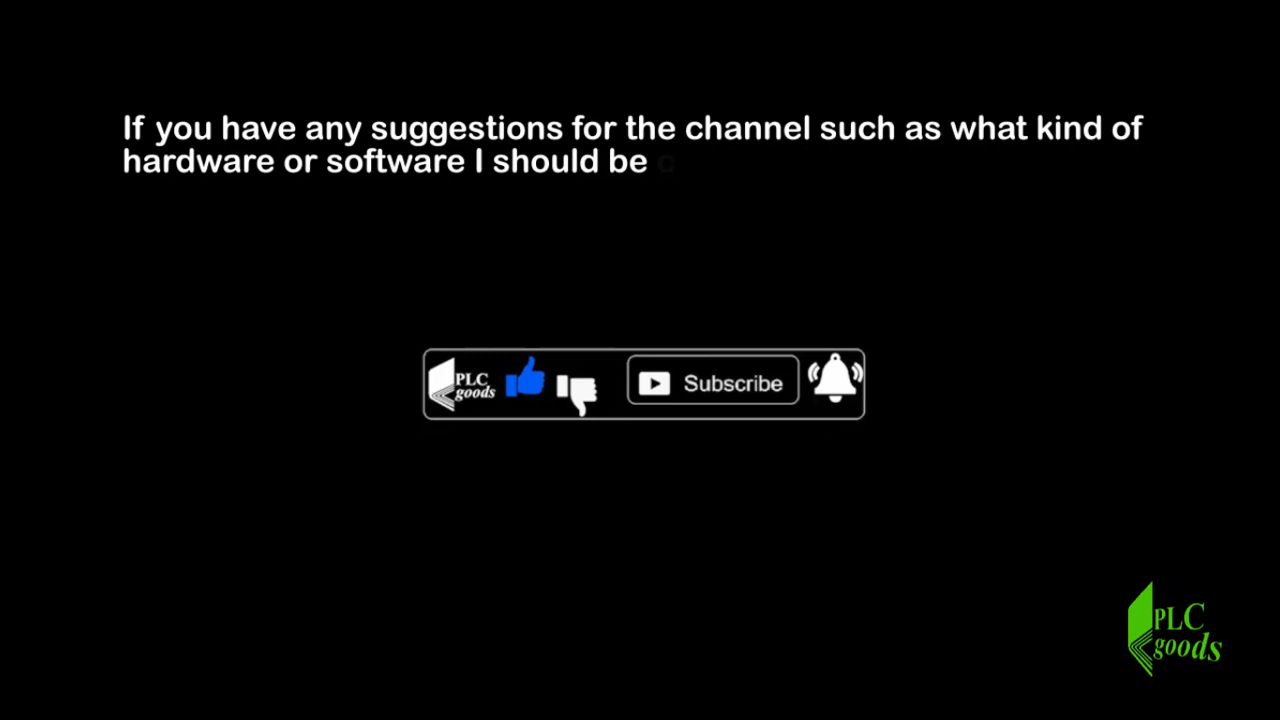 If you have any suggestions for the channel such as what kind of
hardware or software I should be
PLC
goods
Subscribe
PLC
goods